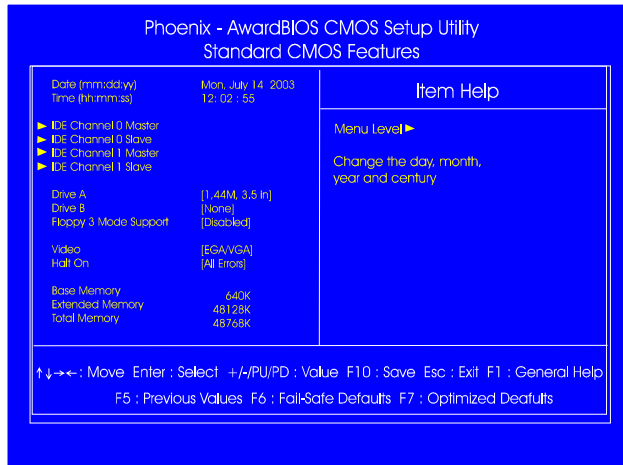 Phoenix - AwardBIOS CMOS Setup Utility
Standard CMOS Features
Date (mm:dd:yy) Mon, July 14 2003
Time (hh:mm:ss) 12: 02 : 55
► IDE Channel 0 Master
► IDE Channel 0 Slave
► IDE Channel 1 Master
► IDE Channel 1 Slave
Drive A [1,44M, 3.5 in]
Drive B [None]
Floppy 3 Mode Support [Disabled]
Video [EGA/VGA]
Halt On [All Errors]
Base Memory 640K
Extended Memory 48128K
Total Memory 48768K
Item Help
Menu Level ►
Change the day, month,
year and century
↑↓→←: Move Enter : Select +/-/PU/PD : Value F10 : Save Esc : Exit F1 : General Help
F5 : Previous Values F6 : Fail-Safe Defaults F7 : Optimized Deafults